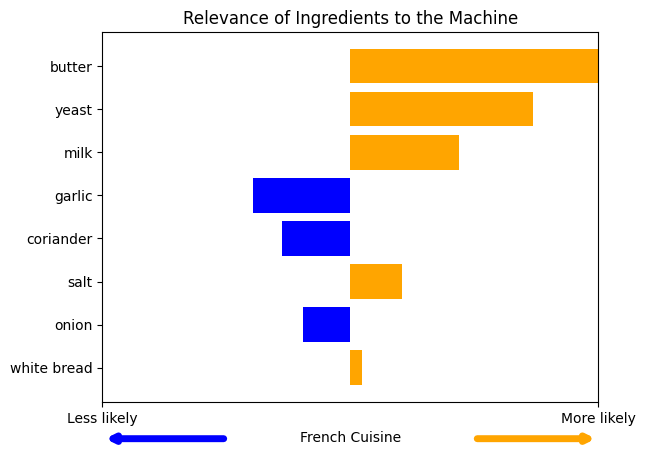 Relevance of Ingredients to the Machine
butter
yeast
milk
garlic
coriander
salt
onion
white bread
Less likely
More likely
French Cuisine